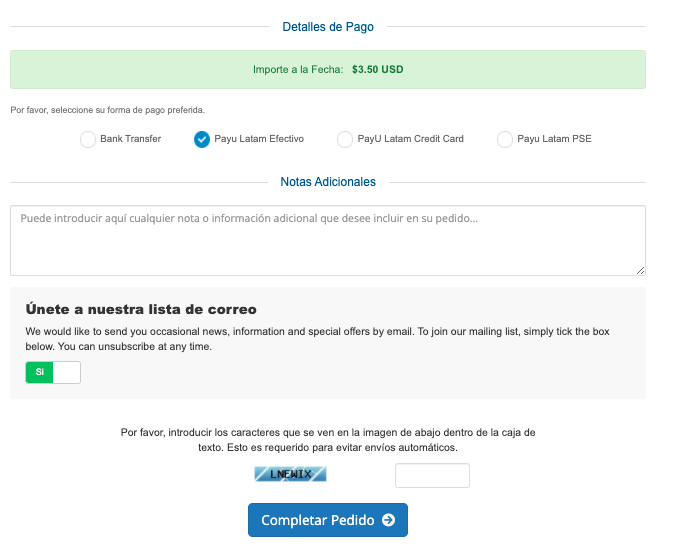 Detalles de Pago
Importe a la Fecha: $3.50 USD
Por favor, seleccione su forma de pago preferida.
Bank Transfer Payu Latam Efectivo PayU Latam Credit Card Payu Latam PSE
Notas Adicionales
Puede introducir aquí cualquier nota o información adicional que desee incluir en su pedido...
Únete a nuestra lista de correo
We would like to send you occasional news, information and special offers by email. To join our mailing list, simply tick the box
below. You can unsubscribe at any time.
Si
Por favor, introducir los caracteres que se ven en la imagen de abajo dentro de la caja de
texto. Esto es requerido para evitar envíos automáticos.
LNEWIX
Completar Pedido